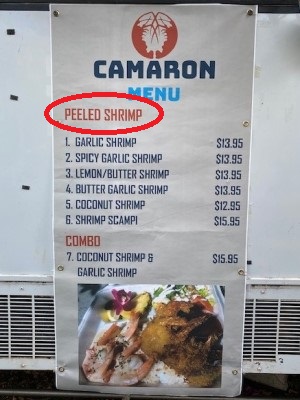 CAMARON
MENU
PEELED SHRIMP
1. GARLIC SHRIMP $13.95
2. SPICY GARLIC SHRIMP $13.95
3. LEMON/BUTTER SHRIMP $13.95
4. BUTTER GARLIC SHRIMP $13.95
5. COCONUT SHRIMP $12.95
6. SHRIMP SCAMPI $15.95
COMBO
7. COCONUT SHRIMP & $15.95
GARLIC SHRIMP